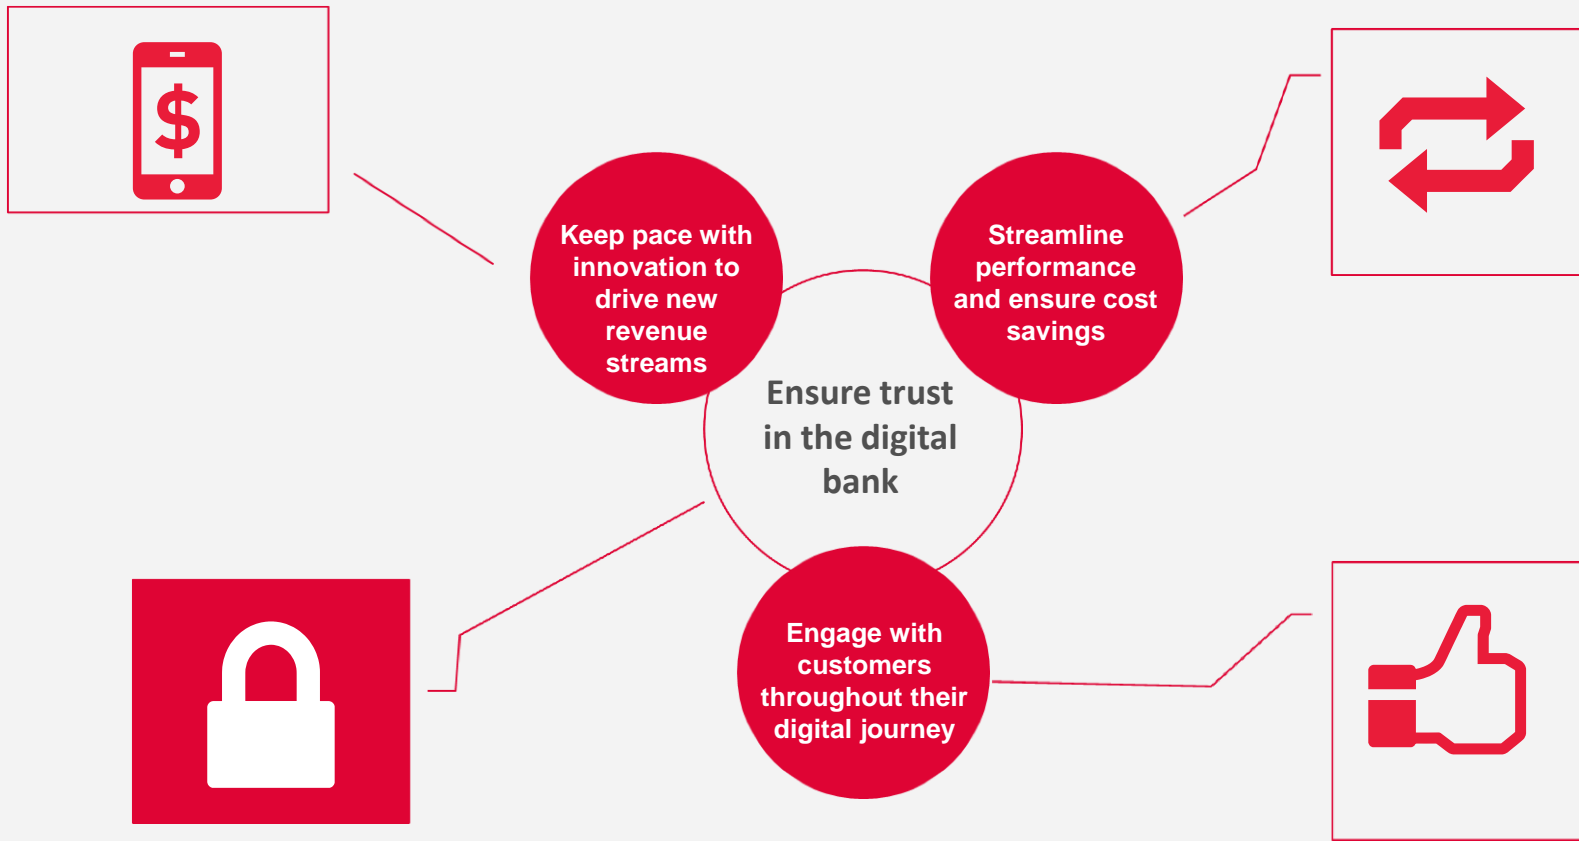 $
Keep pace with
innovation to
drive new
revenue
streams
Streamline
performance
and ensure cost
savings
Ensure trust
in the digital
bank
Engage with
customers
throughout their
digital journey